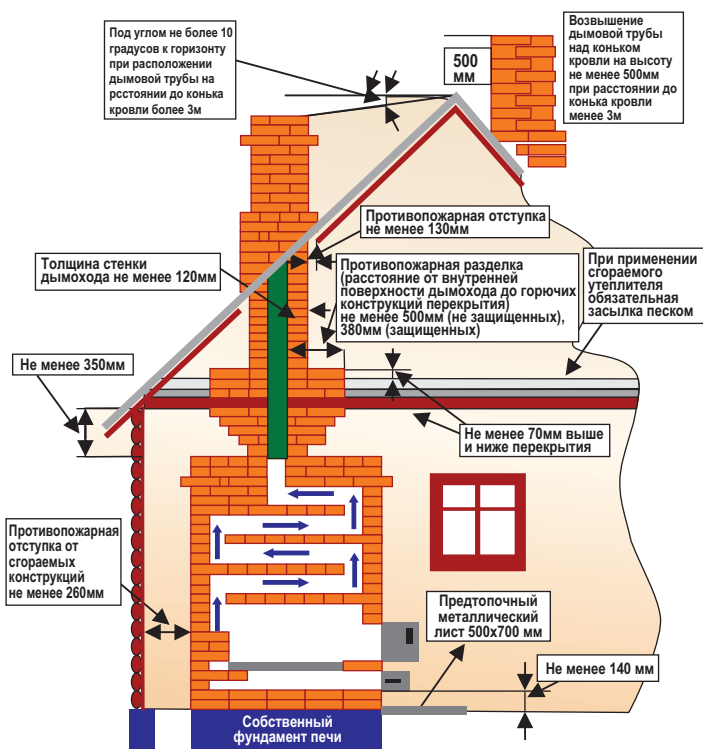 Под углом не более 10
градусов к горизонту
при расположении
дымовой трубы на
рсстоянии до конька
кровли более 3м
500
мм
Возвышение
дымовой трубы
над коньком
кровли на высоту
не менее 500мм
при расстоянии до
конька кровли
менее 3м
Противопожарная отступка
не менее 130мм
Толщина стенки
дымохода не менее 120мм
Противопожарная разделка
(расстояние от внутренней
поверхности дымохода до горючих
конструкций перекрытия)
не менее 500мм (не защищенных),
380мм (защищенных)
При применении
сгораемого
утеплителя
обязательная
засылка песком
Не менее 350мм
Не менее 70мм выше
и ниже перекрытия
Противопожарная
отступка от
сгораемых
конструкций
не менее 260мм
Предтопочный
металлический
лист 500х700 мм
Не менее 140 мм
Собственный
фундамент печи